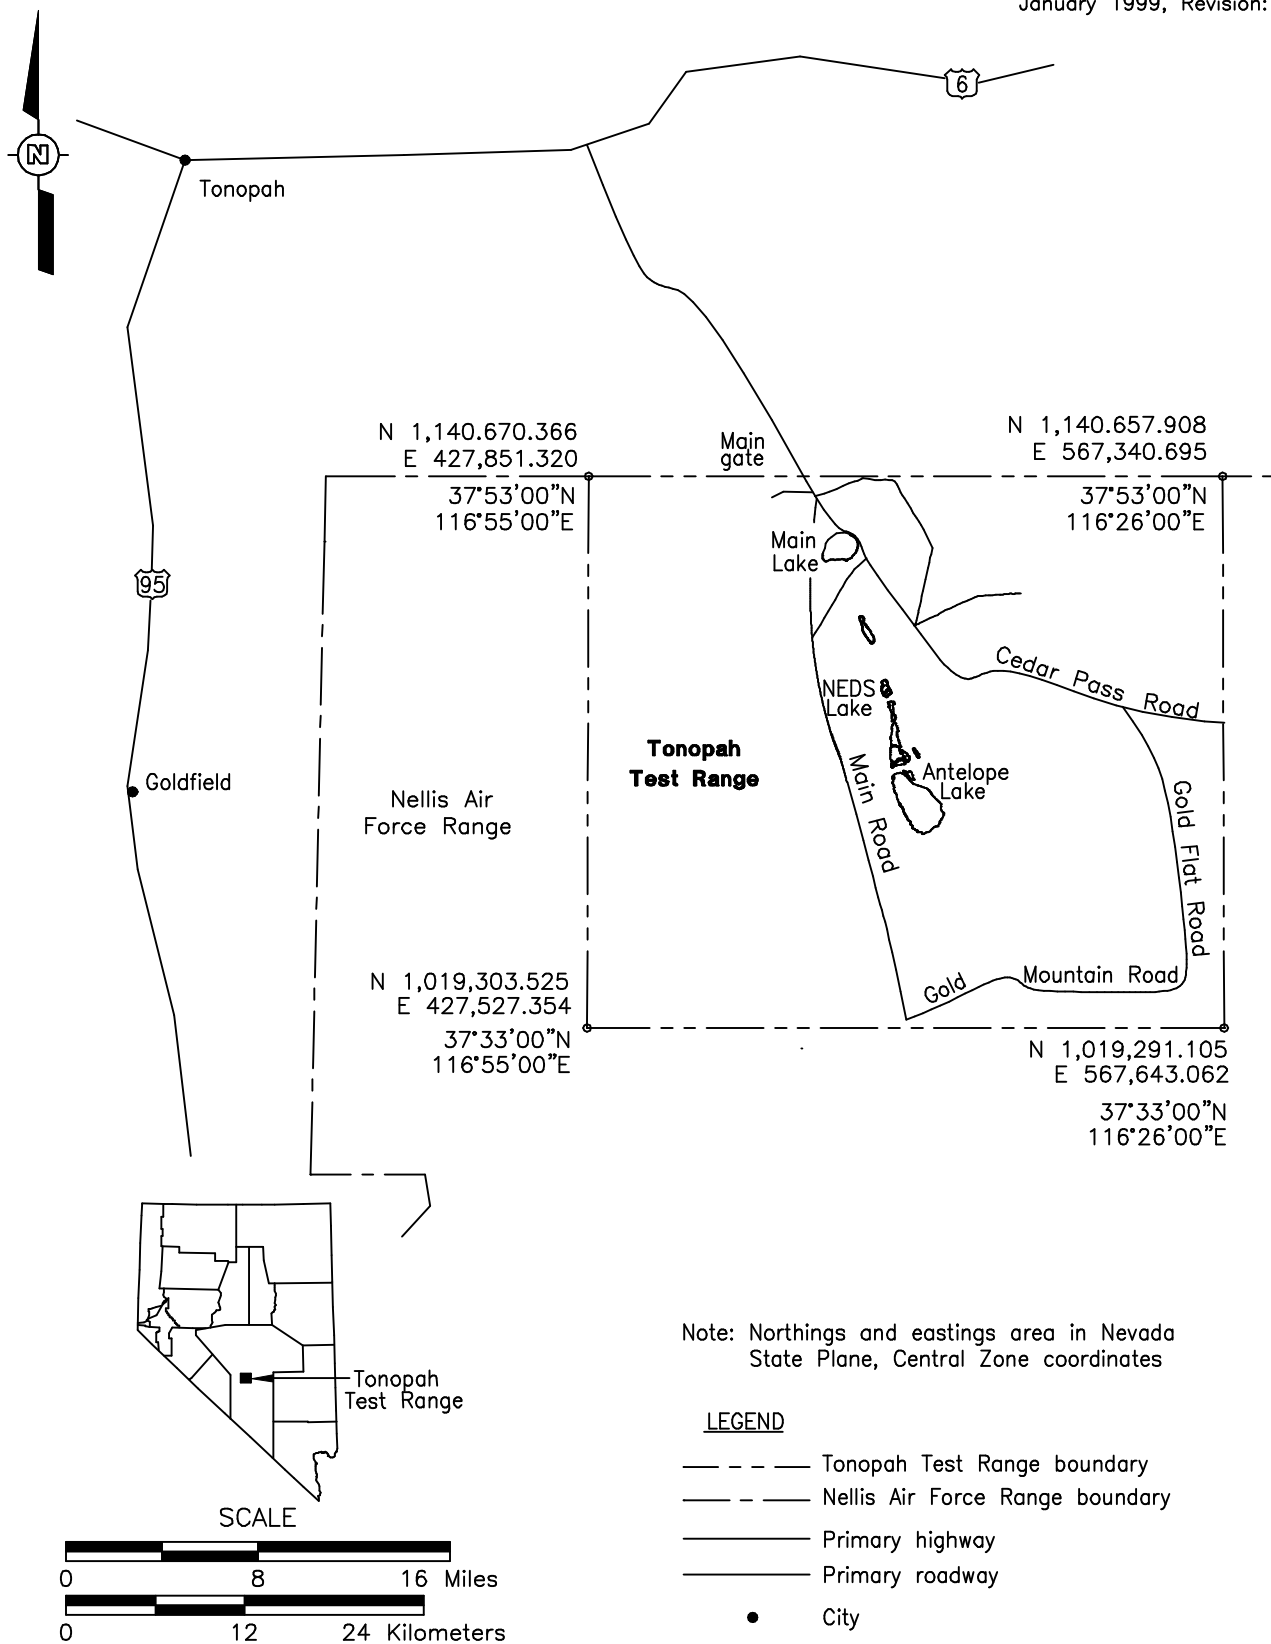 January 1999, Revision:
6
N
Tonopah
N 1,140.670.366
E 427,851.320
37°53'00"N
116°55'00"E
Main
gate
N 1,140.657.908
E 567,340.695
37°53'00"N
116°26'00"E
Main
Lake
95
Cedar Pass Road
NEDS
Lake
Tonopah
Test Range
Antelope
Lake
Main Road
Gold Flat Road
Goldfield
Nellis Air
Force Range
N 1,019,303.525
E 427,527.354
37°33'00"N
116°55'00"E
Gold Mountain Road
N 1,019,291.105
E 567,643.062
37°33'00"N
116°26'00"E
Tonopah
Test Range
Note: Northings and eastings area in Nevada
State Plane, Central Zone coordinates
LEGEND
Tonopah Test Range boundary
Nellis Air Force Range boundary
Primary highway
Primary roadway
City
SCALE
0 8 16 Miles
0 12 24 Kilometers